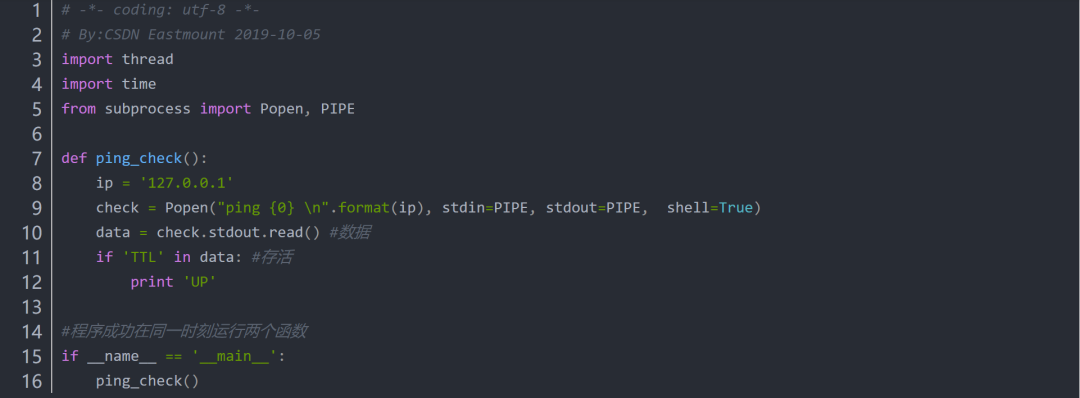 1 # -*- coding: utf-8 -*-
2 # By:CSDN Eastmount 2019-10-05
3 import thread
4 import time
5 from subprocess import Popen, PIPE
6
7 def ping_check():
8     ip = '127.0.0.1'
9     check = Popen("ping {0} \n".format(ip), stdin=PIPE, stdout=PIPE,  shell=True)
10     data = check.stdout.read() #数据
11     if 'TTL' in data: #存活
12         print 'UP'
13
14 #程序成功在同一时刻运行两个函数
15 if __name__ == '__main__':
16     ping_check()